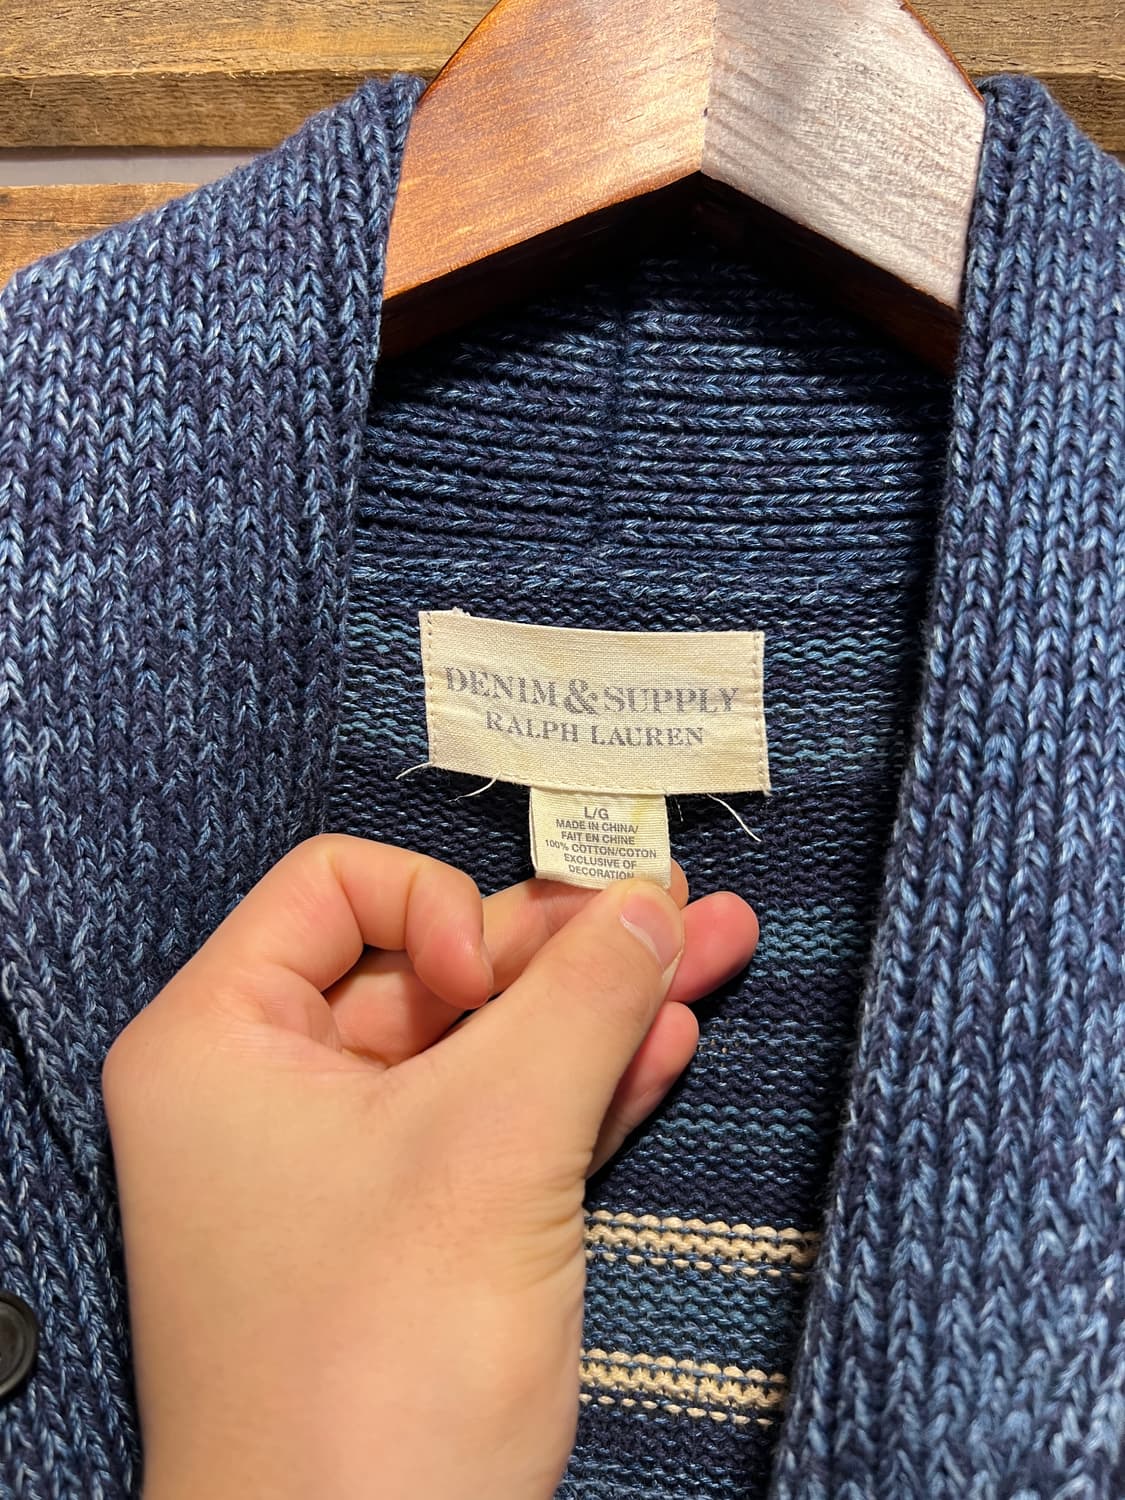 DENIM & SUPPLY
RALPH LAUREN
L/G
MADE IN CHINA/
FAIT EN CHINE
100% COTTON/COTON
EXCLUSIVE OF
DECORATION